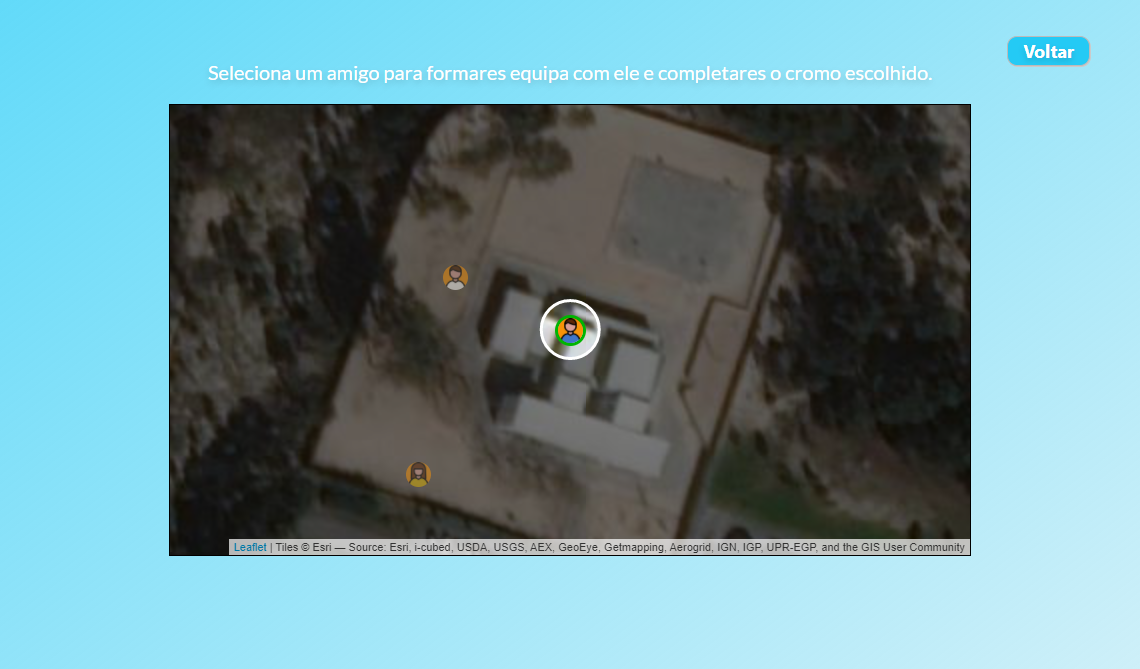 Voltar
Seleciona um amigo para formares equipa com ele e completares o cromo escolhido.
Leaflet | Tiles © Esri — Source: Esri, i-cubed, USDA, USGS, AEX, GeoEye, Getmapping, Aerogrid, IGN, IGP, UPR-EGP, and the GIS User Community